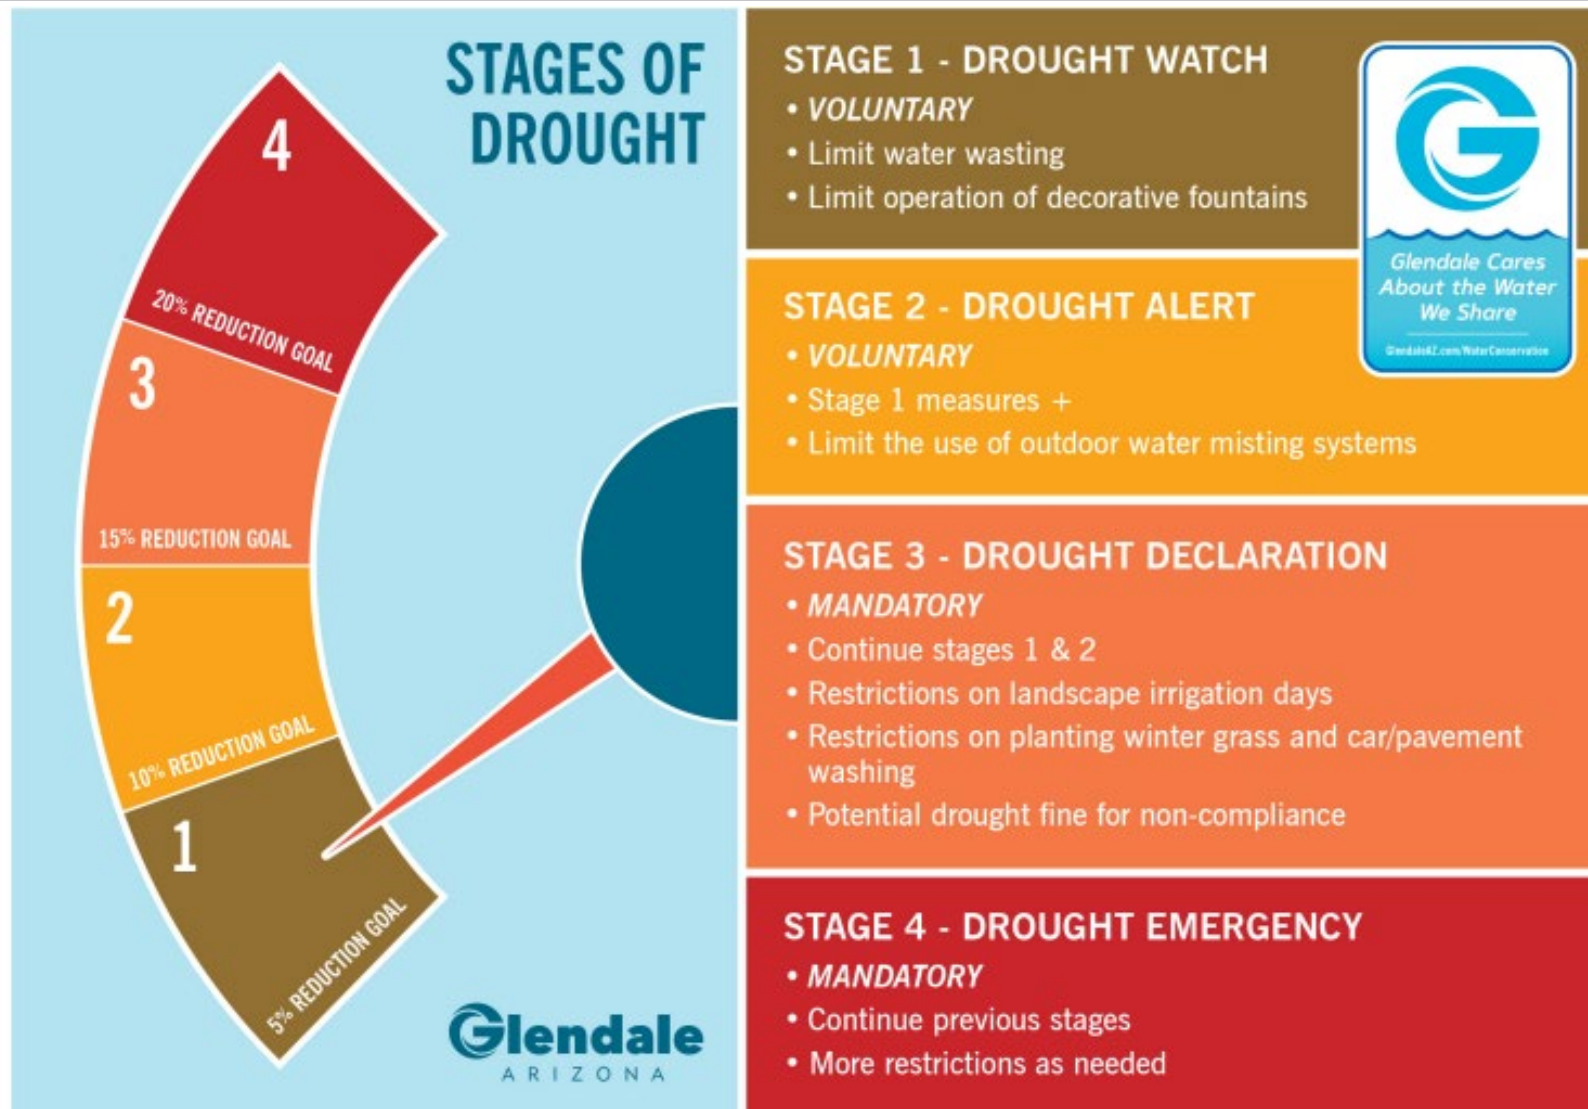 STAGES OF
DROUGHT
4
20% REDUCTION GOAL
3
15% REDUCTION GOAL
2
10% REDUCTION GOAL
1
5% REDUCTION GOAL
Glendale
ARIZONA
STAGE 1 - DROUGHT WATCH
• VOLUNTARY
• Limit water wasting
• Limit operation of decorative fountains
G
Glendale Cares
About the Water
We Share
GlendaleAZ.com/WaterConservation
STAGE 2 - DROUGHT ALERT
• VOLUNTARY
• Stage 1 measures +
• Limit the use of outdoor water misting systems
STAGE 3 - DROUGHT DECLARATION
• MANDATORY
• Continue stages 1 & 2
• Restrictions on landscape irrigation days
• Restrictions on planting winter grass and car/pavement
washing
• Potential drought fine for non-compliance
STAGE 4 - DROUGHT EMERGENCY
• MANDATORY
• Continue previous stages
• More restrictions as needed